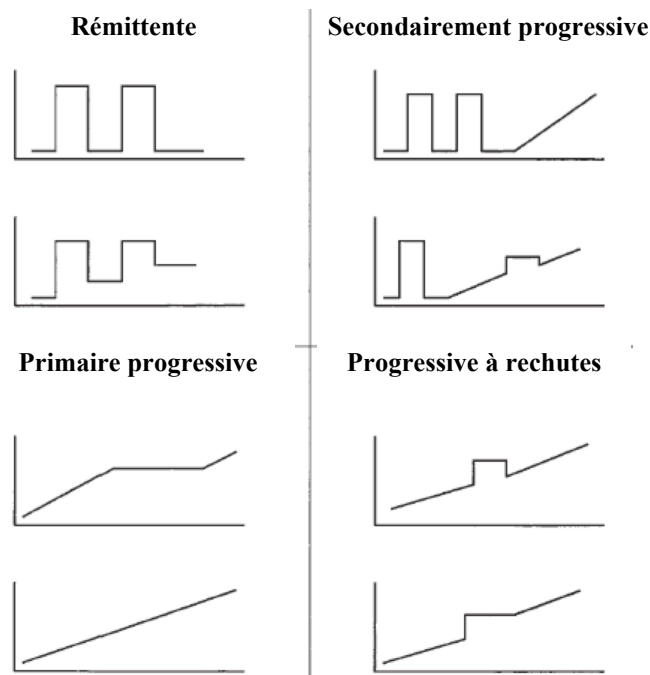 Rémittente
Secondairement progressive
Primaire progressive
Progressive à rechutes